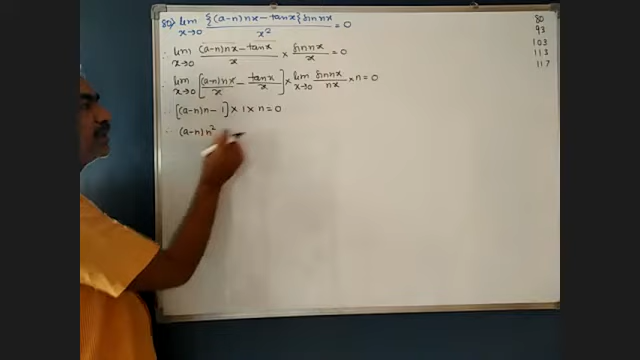 80) lim x→0 {(a-n)nx - tanx} sin nx / x² = 0
∴ lim x→0 (a-n)nx - tanx / x × sin nx / x = 0
∴ lim x→0 [(a-n)nx / x - tanx / x] × lim x→0 sin nx / nx × n = 0
[(a-n)n - 1] × 1 × n = 0
∴ (a-n)n²
80
93
103
113
117